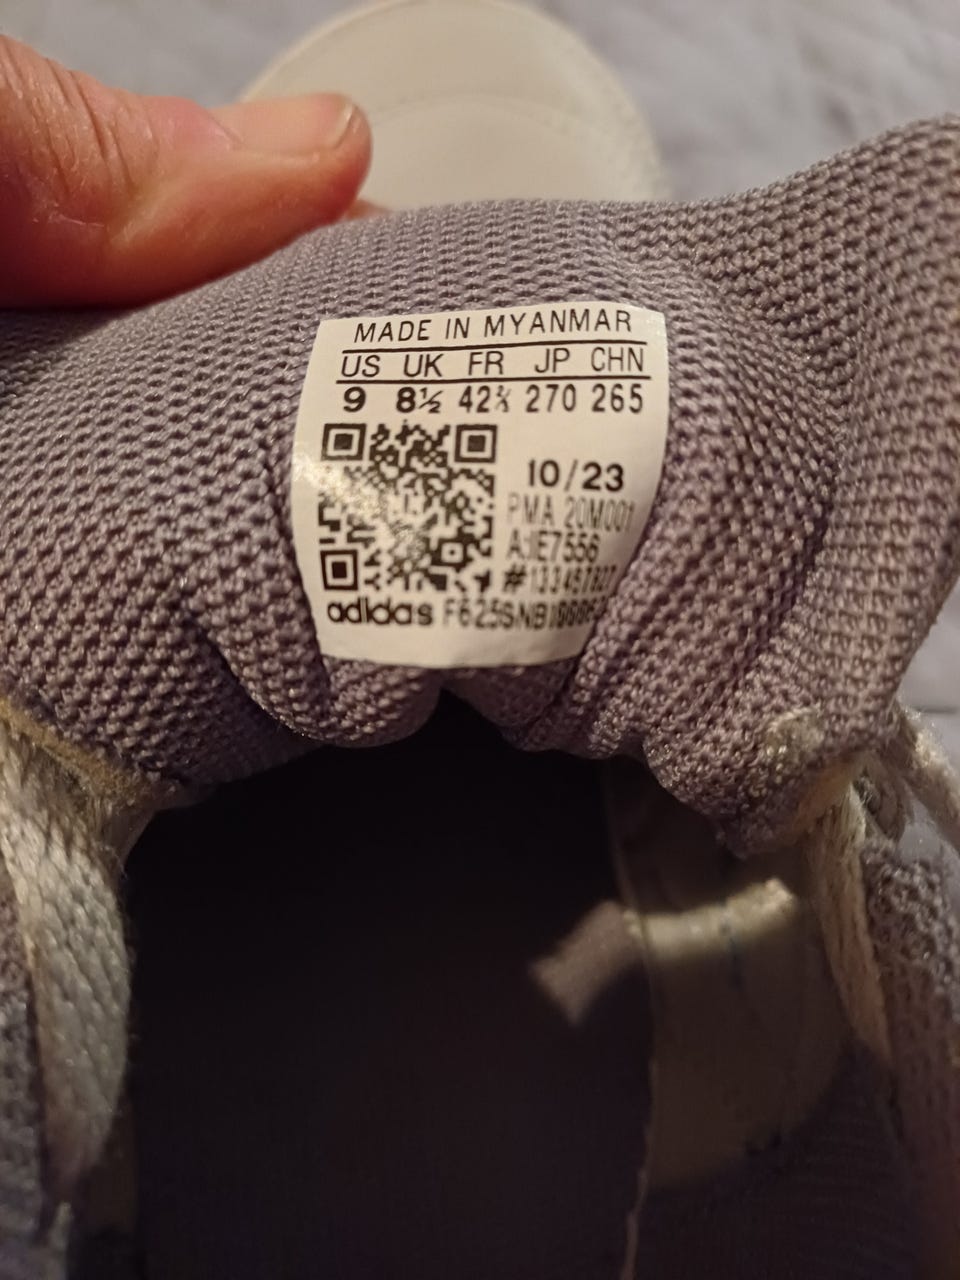 MADE IN MYANMAR
US UK FR JP CHN
9 8½ 42⅔ 270 265
10/23
PMA 20M001
adidas